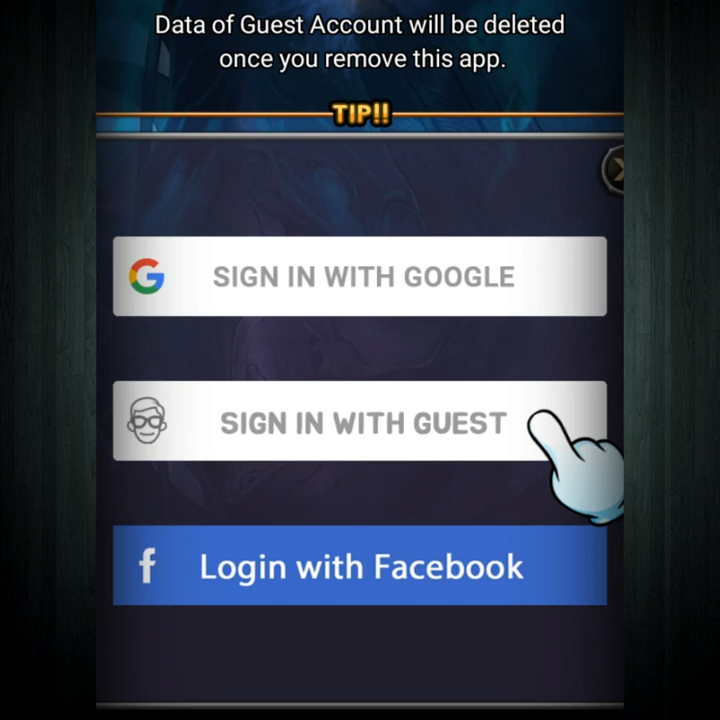 Data of Guest Account will be deleted
once you remove this app.
TIP!!
SIGN IN WITH GOOGLE
SIGN IN WITH GUEST
Login with Facebook